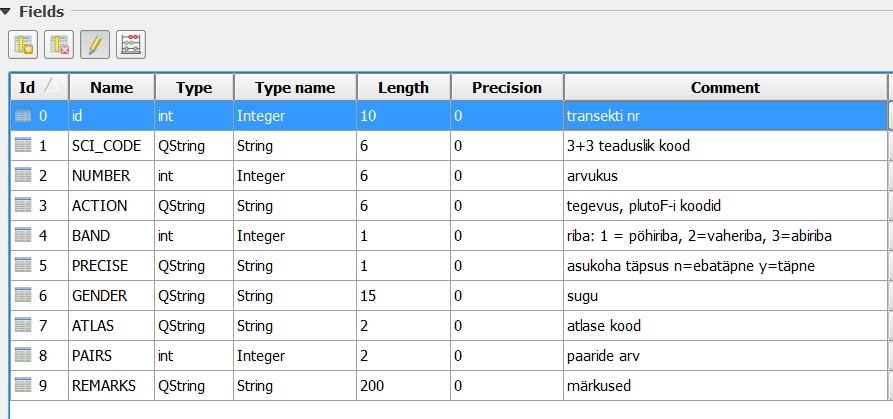 Fields
Id Name Type Type name Length Precision Comment
0 id int Integer 10 0 transekti nr
1 SCI_CODE QString String 6 0 3+3 teaduslik kood
2 NUMBER int Integer 6 0 arvukus
3 ACTION QString String 6 0 tegevus, plutoF-i koodid
4 BAND int Integer 1 0 riba: 1 = pöhiriba, 2=vaheriba, 3=abiriba
5 PRECISE QString String 1 0 asukoha täpsus n=ebatäpne y=täpne
6 GENDER QString String 15 0 sugu
7 ATLAS QString String 2 0 atlase kood
8 PAIRS int Integer 2 0 paaride arv
9 REMARKS QString String 200 0 märkused